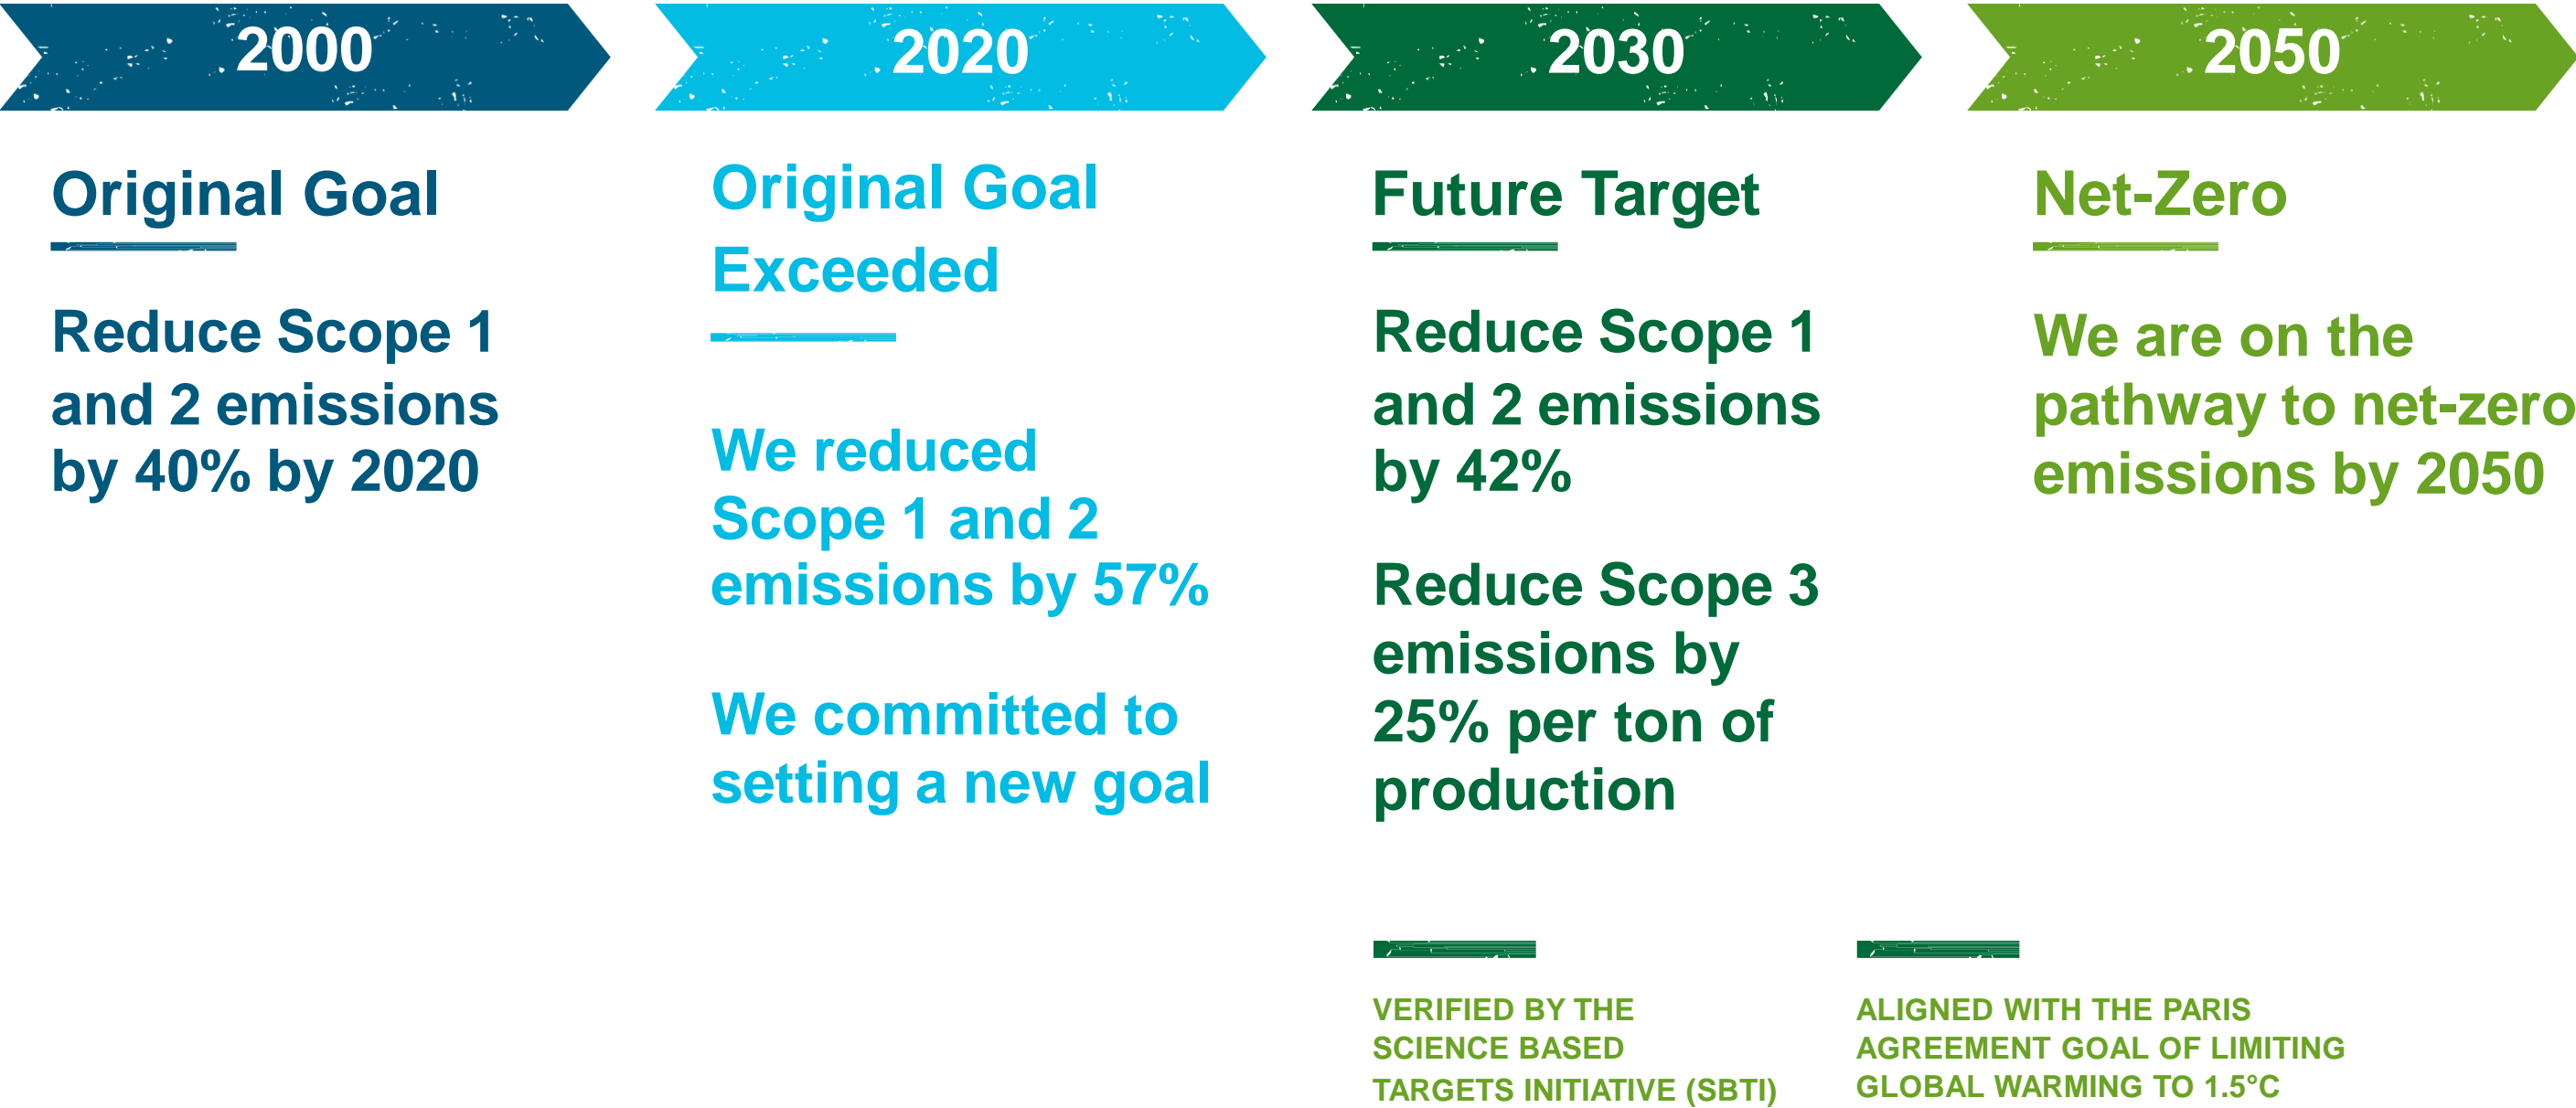 2000
Original Goal
Reduce Scope 1
and 2 emissions
by 40% by 2020
2020
Original Goal
Exceeded
We reduced
Scope 1 and 2
emissions by 57%
We committed to
setting a new goal
2030
Future Target
Reduce Scope 1
and 2 emissions
by 42%
Reduce Scope 3
emissions by
25% per ton of
production
2050
Net-Zero
We are on the
pathway to net-zero
emissions by 2050
VERIFIED BY THE
SCIENCE BASED
TARGETS INITIATIVE (SBTI)
ALIGNED WITH THE PARIS
AGREEMENT GOAL OF LIMITING
GLOBAL WARMING TO 1.5°C